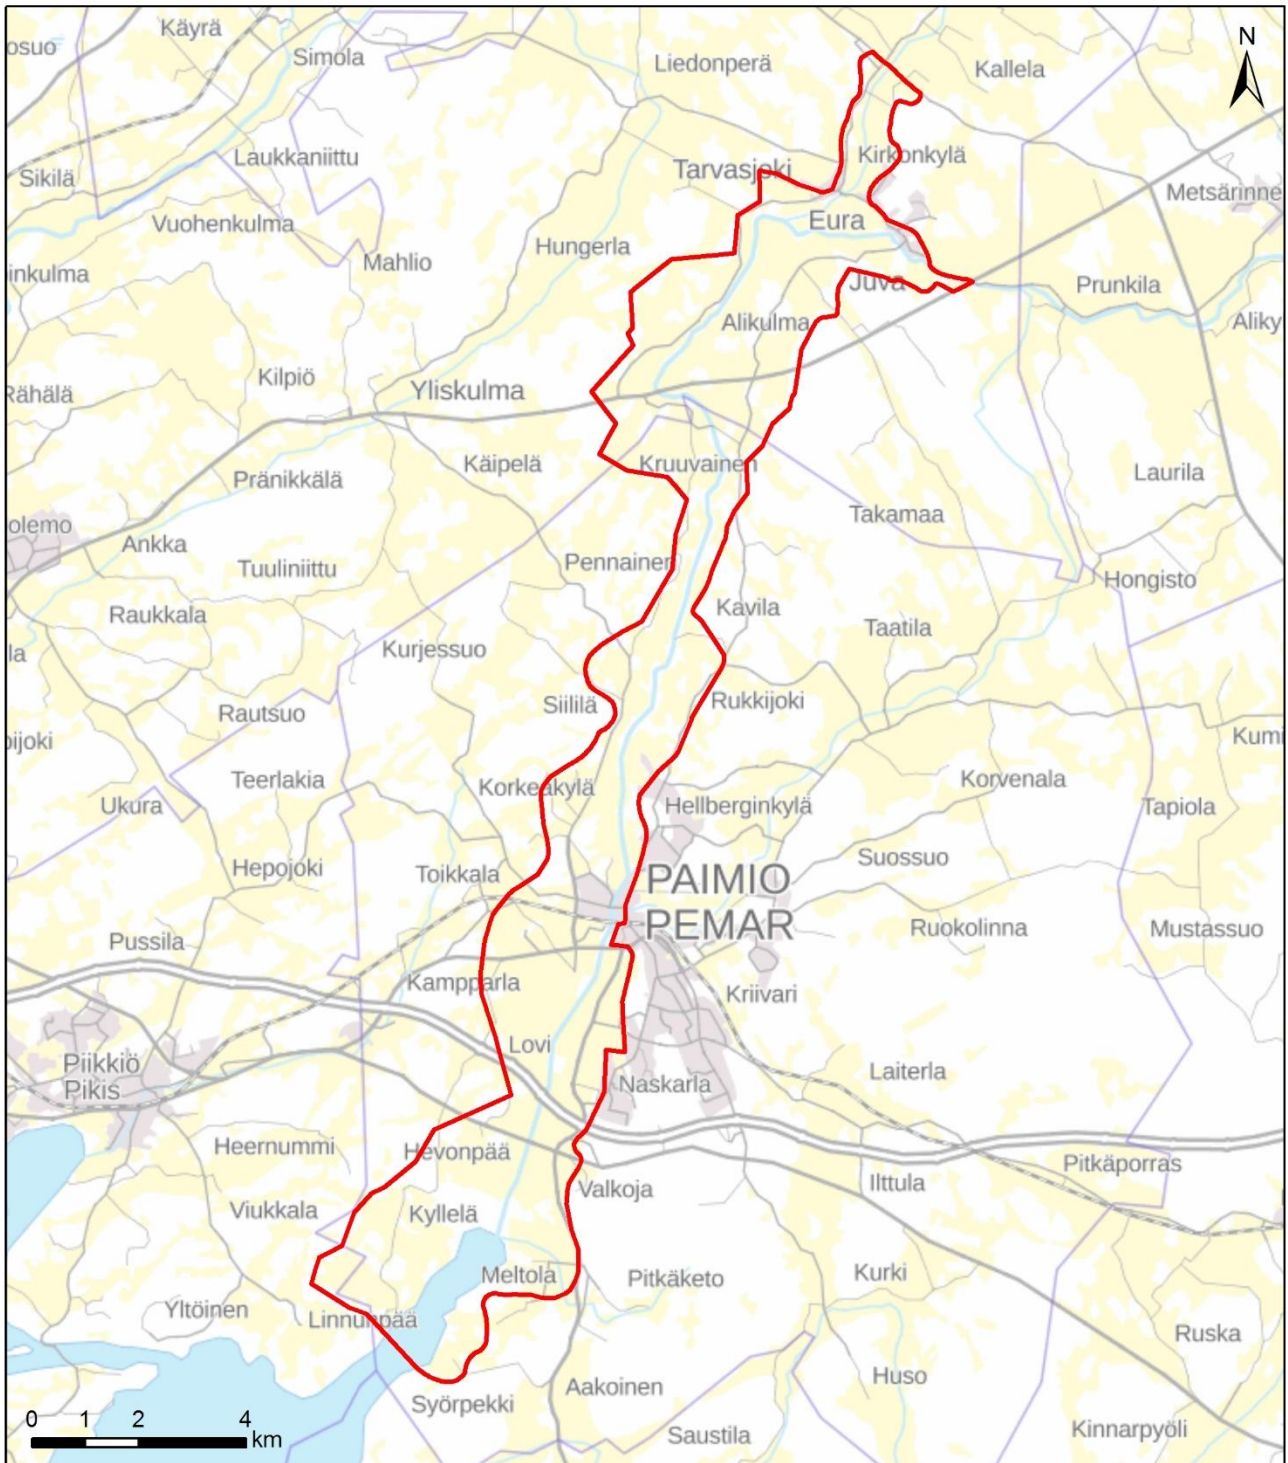 Käyrä
osuo
Simola
Liedonperä
Kallela
N
Laukkaniittu
Tarvasjoki
Kirkonkylä
Sikilä
Metsärinne
Vuohenkulma
Eura
Hungerla
Mahlio
inkulma
Juva
Prunkila
Alikulma
Aliky
Kilpiö
Yliskulma
Rähälä
Käipelä
Kruuvainen
Pränikkälä
Laurila
Takamaa
olemo
Ankka
Pennainen
Tuuliniittu
Hongisto
Raukkala
Kavila
Taatila
la
Kurjessuo
Siililä
Rukkijoki
Rautsuo
Kumi
oijoki
Teerlakia
Korkeakylä
Korvenala
Ukura
Hellberginkylä
Tapiola
Suossuo
Hepojoki
Toikkala
PAIMIO
PEMAR
Ruokolinna
Mustassuo
Pussila
Kampparla
Kriivari
Lovi
Piikkiö
Pikis
Naskarla
Laiterla
Heernummi
Hevonpää
Pitkäporras
Valkoja
Ilttula
Viukkala
Kyllelä
Meltola
Pitkäketo
Kurki
Yltöinen
Linnunpää
Ruska
Huso
Aakoinen
Syörpekki
Kinnarpyöli
Saustila
0 1 2 4
km